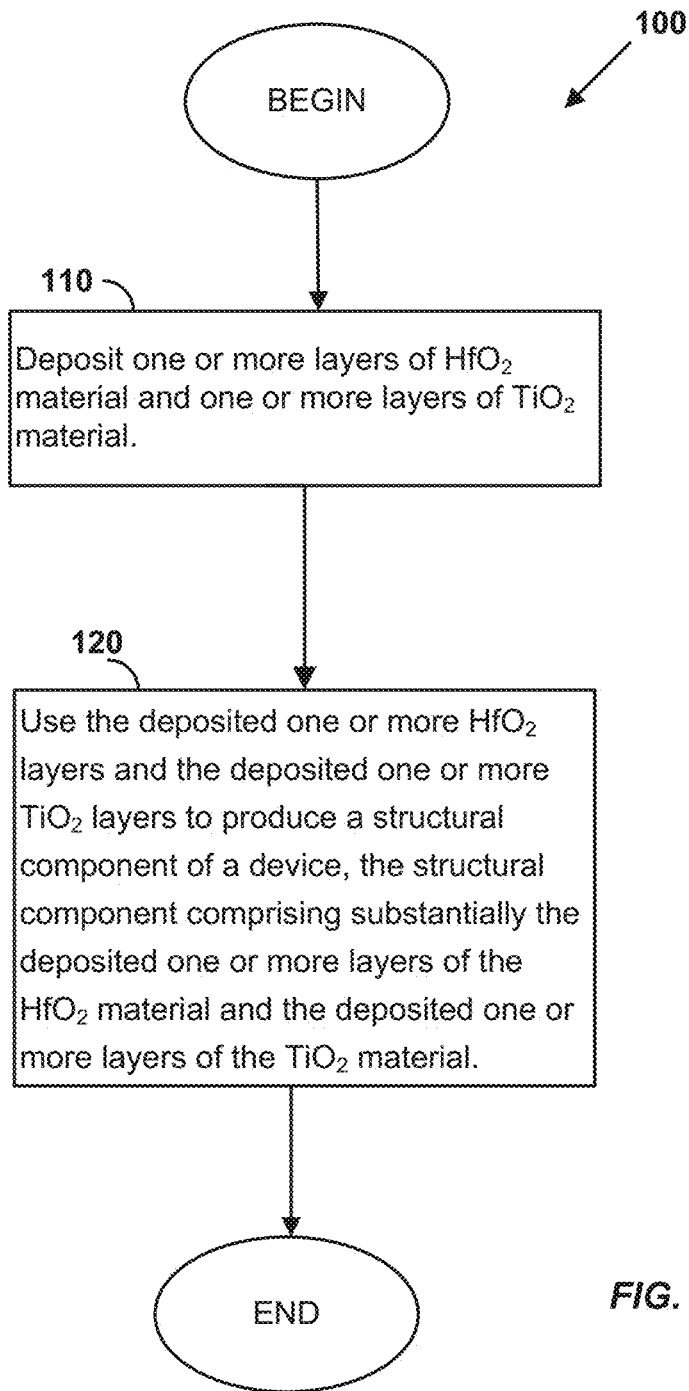 100
BEGIN
110
Deposit one or more layers of HfO₂
material and one or more layers of TiO₂
material.
120
Use the deposited one or more HfO₂
layers and the deposited one or more
TiO₂ layers to produce a structural
component of a device, the structural
component comprising substantially the
deposited one or more layers of the
HfO₂ material and the deposited one or
more layers of the TiO₂ material.
END
FIG.